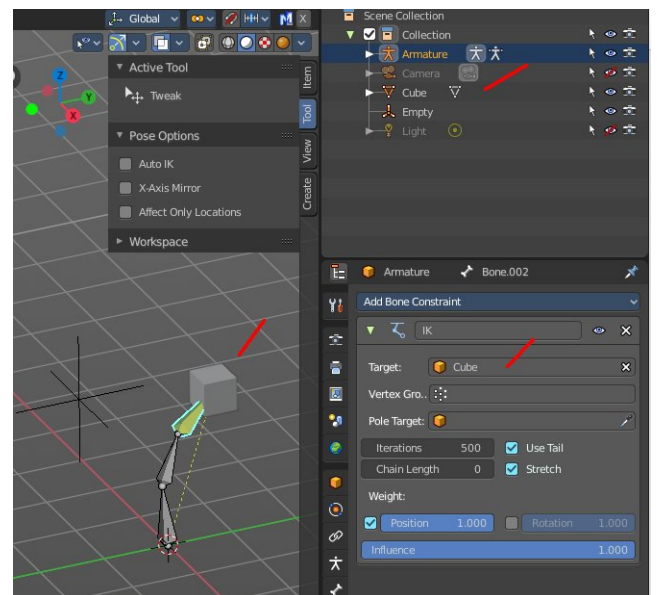 Global
X
Scene Collection
Collection
Armature
Camera
Cube
Empty
Light
Z
Y
X
Active Tool
Tweak
Pose Options
Auto IK
X-Axis Mirror
Affect Only Locations
Workspace
Item
Tool
View
Create
Armature
Bone.002
Add Bone Constraint
IK
Target:
Cube
Vertex Gro..
Pole Target:
Iterations 500
Use Tail
Chain Length 0
Stretch
Weight:
Position 1.000
Rotation 1.000
Influence 1.000